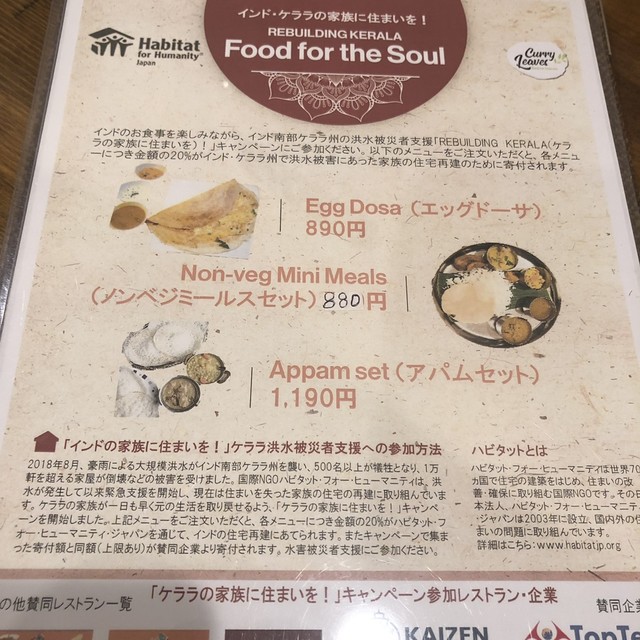 インド・ケララの家族に住まいを！
REBUILDING KERALA
Food for the Soul
Habitat
for Humanity
Japan
Curry
Leaves
インドのお食事を楽しみながら、インド南部ケララ州の洪水被災者支援「REBUILDING KERALA(ケラ
ラの家族に住まいを）！」キャンペーンにご参加ください。以下のメニューをご注文いただくと、各メニュ
ーにつき金額の20%がインド・ケララ州で洪水被害にあった家族の住宅再建のために寄付されます。
Egg Dosa（エッグドーサ）
890円
Non-veg Mini Meals
（ノンベジミールスセット）880円
Appam set（アパムセット）
1,190円
「インドの家族に住まいを！」ケララ洪水被災者支援への参加方法
2018年8月、豪雨による大規模洪水がインド南部ケララ州を襲い、500名以上が犠牲となり、1万
軒を超える家屋が倒壊などの被害を受けました。国際NGOハビタット・フォー・ヒューマニティは、洪
水が発生して以来緊急支援を開始し、現在は住まいを失った家族の住宅の再建に取り組んでいま
す。ケララの家族が一日も早く元の生活を取り戻せるよう、「ケララの家族に住まいを！」キャンペ
ーンを開始しました。上記メニューをご注文いただくと、各メニューにつき金額の20%がハビタット・フ
ォー・ヒューマニティ・ジャパンを通じて、インドの住宅再建にあてられます。またキャンペーンで集ま
った寄付額と同額（上限あり）が賛同企業より寄付されます。水害被災者支援にご参加ください。
ハビタットとは
ハビタット・フォー・ヒューマニティは世界70
ヵ国で住宅の建築をはじめ、住まいの改
善・確保に取り組む国際NGOです。その
本法人、ハビタット・フォー・ヒューマニティ
・ジャパンは2003年に設立、国内外の住
まいの問題に取り組んでいます。
詳細はこちら：www.habitatjp.org
「ケララの家族に住まいを！」キャンペーン参加レストラン・企業
の他賛同レストラン一覧
賛同企業
KAIZEN
TopTe